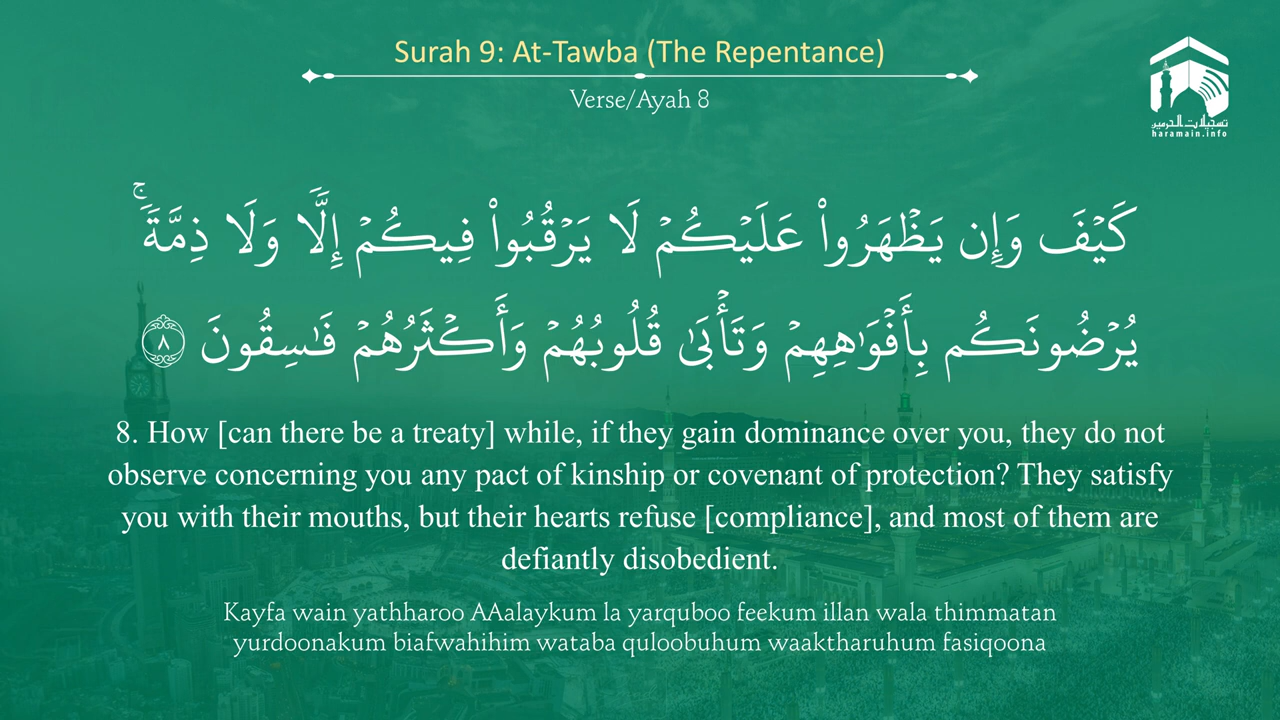 Surah 9: At-Tawba (The Repentance)
Verse/Ayah 8
تسجيلات الحرمين
haramain.info
كَيْفَ وَإِن يَظْهَرُوا۟ عَلَيْكُمْ لَا يَرْقُبُوا۟ فِيكُمْ إِلًّا وَلَا ذِمَّةً ۚ
يُرْضُونَكُم بِأَفْوَٰهِهِمْ وَتَأْبَىٰ قُلُوبُهُمْ وَأَكْثَرُهُمْ فَـٰسِقُونَ ٨
8. How [can there be a treaty] while, if they gain dominance over you, they do not
observe concerning you any pact of kinship or covenant of protection? They satisfy
you with their mouths, but their hearts refuse [compliance], and most of them are
defiantly disobedient.
Kayfa wain yathharoo AAalaykum la yarquboo feekum illan wala thimmatan
yurdoonakum biafwahihim wataba quloobuhum waaktharuhum fasiqoona